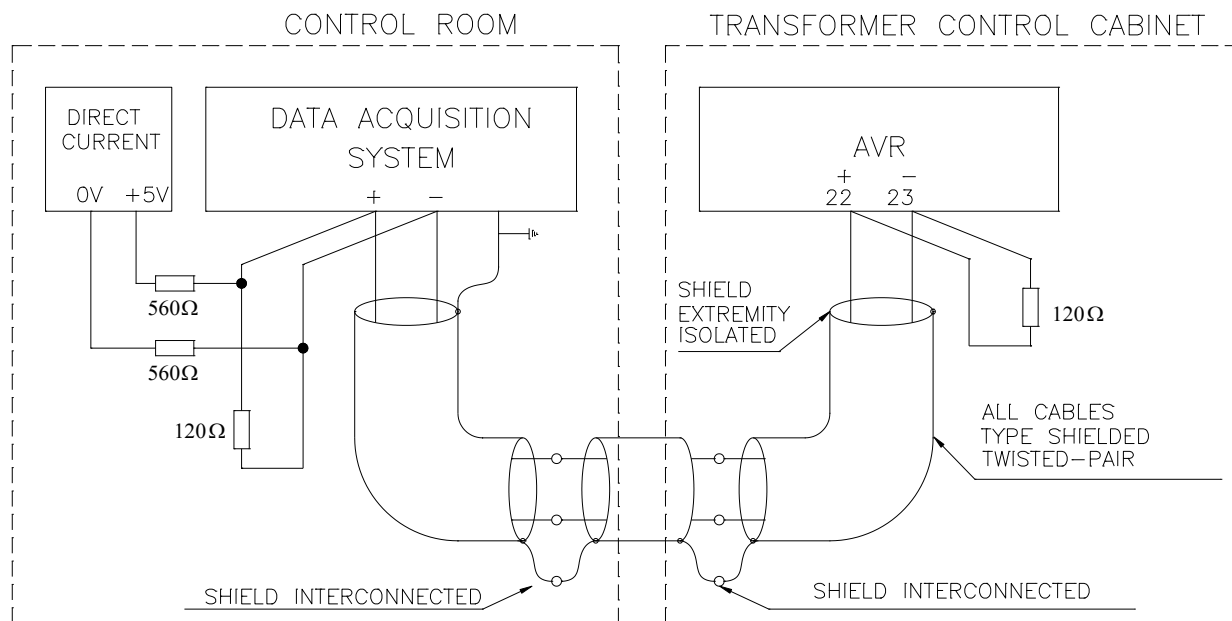 CONTROL ROOM
TRANSFORMER CONTROL CABINET
DIRECT
CURRENT
0V +5V
DATA ACQUISITION
SYSTEM
+ −
AVR
+ −
22 23
560Ω
560Ω
120Ω
SHIELD
EXTREMITY
ISOLATED
120Ω
ALL CABLES
TYPE SHIELDED
TWISTED-PAIR
SHIELD INTERCONNECTED
SHIELD INTERCONNECTED